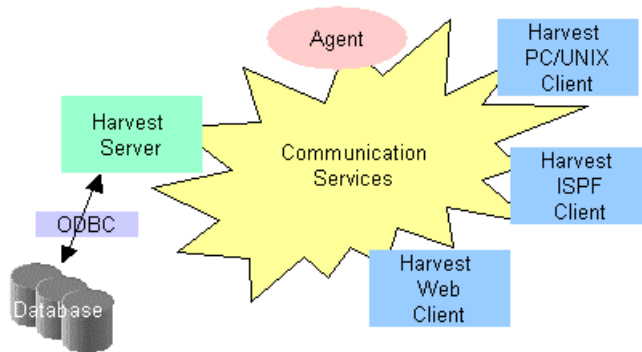 Agent
Harvest
PC/UNIX
Client
Harvest
Server
Communication
Services
Harvest
ISPF
Client
ODBC
Harvest
Web
Client
Database